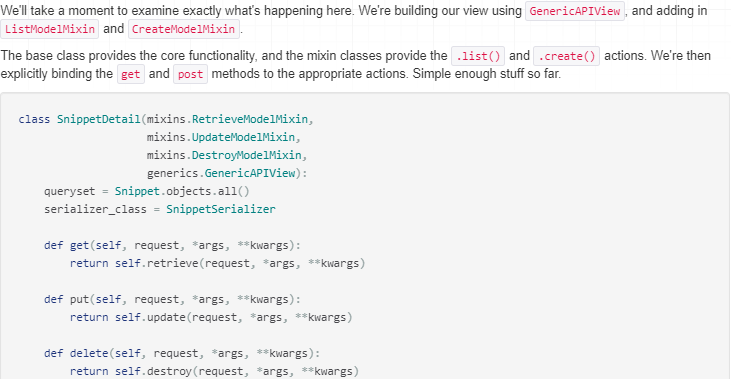 We'll take a moment to examine exactly what's happening here. We're building our view using GenericAPIView , and adding in
ListModelMixin and CreateModelMixin .
The base class provides the core functionality, and the mixin classes provide the .list() and .create() actions. We're then
explicitly binding the get and post methods to the appropriate actions. Simple enough stuff so far.
class SnippetDetail(mixins.RetrieveModelMixin,
                    mixins.UpdateModelMixin,
                    mixins.DestroyModelMixin,
                    generics.GenericAPIView):
    queryset = Snippet.objects.all()
    serializer_class = SnippetSerializer

    def get(self, request, *args, **kwargs):
        return self.retrieve(request, *args, **kwargs)

    def put(self, request, *args, **kwargs):
        return self.update(request, *args, **kwargs)

    def delete(self, request, *args, **kwargs):
        return self.destroy(request, *args, **kwargs)